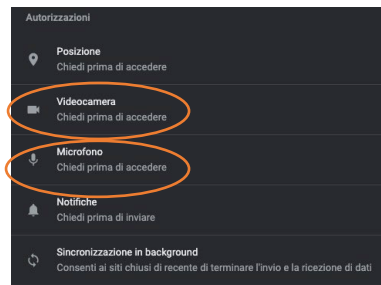 Autorizzazioni
Posizione
Chiedi prima di accedere
Videocamera
Chiedi prima di accedere
Microfono
Chiedi prima di accedere
Notifiche
Chiedi prima di inviare
Sincronizzazione in background
Consenti ai siti chiusi di recente di terminare l'invio e la ricezione di dati